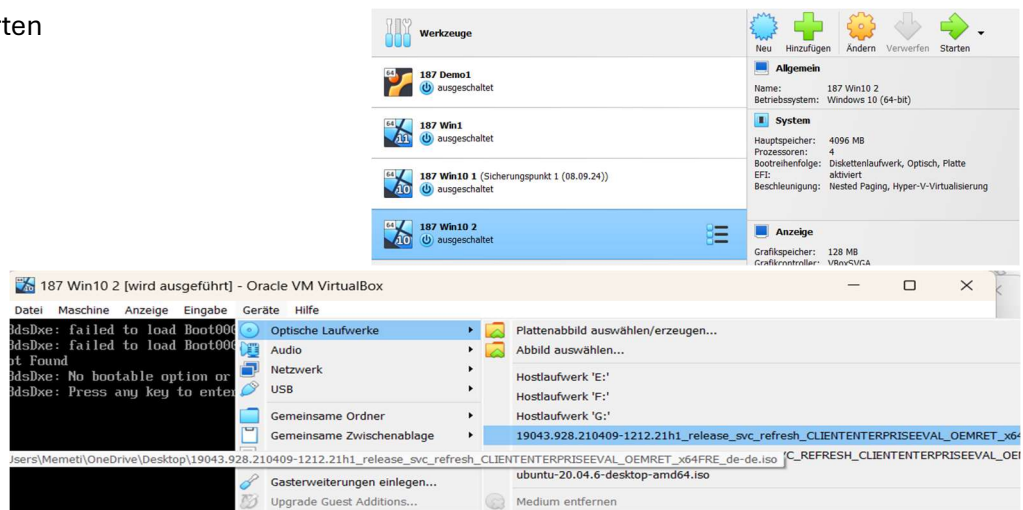 rten
Werkzeuge
187 Demo1
ausgeschaltet
187 Win1
ausgeschaltet
187 Win10 1 (Sicherungspunkt 1 (08.09.24))
ausgeschaltet
187 Win10 2
ausgeschaltet
Neu Hinzufügen Ändern Verwerfen Starten
Allgemein
Name: 187 Win10 2
Betriebssystem: Windows 10 (64-bit)
System
Hauptspeicher: 4096 MB
Prozessoren: 4
Bootreihenfolge: Diskettenlaufwerk, Optisch, Platte
EFI: aktiviert
Beschleunigung: Nested Paging, Hyper-V-Virtualisierung
Anzeige
Grafikspeicher: 128 MB
Grafikcontroller: VBoxSVGA
187 Win10 2 [wird ausgeführt] - Oracle VM VirtualBox
Datei Maschine Anzeige Eingabe Geräte Hilfe
BdsDxe: failed to load Boot000
BdsDxe: failed to load Boot000
ot Found
BdsDxe: No bootable option or
BdsDxe: Press any key to enter
Optische Laufwerke
Audio
Netzwerk
USB
Gemeinsame Ordner
Gemeinsame Zwischenablage
Gasterweiterungen einlegen...
Upgrade Guest Additions...
Plattenabbild auswählen/erzeugen...
Abbild auswählen...
Hostlaufwerk 'E:'
Hostlaufwerk 'F:'
Hostlaufwerk 'G:'
19043.928.210409-1212.21h1_release_svc_refresh_CLIENTENTERPRISEEVAL_OEMRET_x64
C_REFRESH_CLIENTENTERPRISEEVAL_OE
Jsers\Memeti\OneDrive\Desktop\19043.928.210409-1212.21h1_release_svc_refresh_CLIENTENTERPRISEEVAL_OEMRET_x64FRE_de-de.iso
ubuntu-20.04.6-desktop-amd64.iso
Medium entfernen